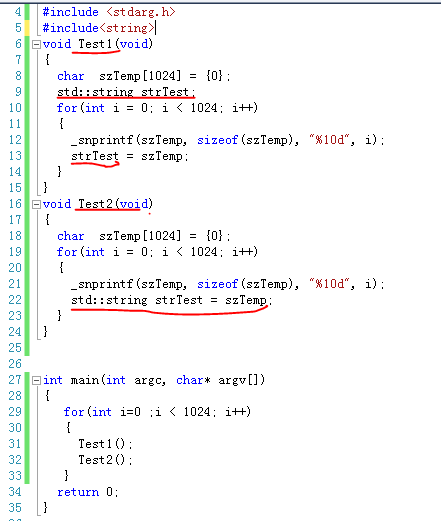 4 #include <stdarg.h>
5 #include<string>
6 void Test1(void)
7 {
8 char szTemp[1024] = {0};
9 std::string strTest;
10 for(int i = 0; i < 1024; i++)
11 {
12 _snprintf(szTemp, sizeof(szTemp), "%10d", i);
13 strTest = szTemp;
14 }
15 }
16 void Test2(void)
17 {
18 char szTemp[1024] = {0};
19 for(int i = 0; i < 1024; i++)
20 {
21 _snprintf(szTemp, sizeof(szTemp), "%10d", i);
22 std::string strTest = szTemp;
23 }
24 }
25
26
27 int main(int argc, char* argv[])
28 {
29 for(int i=0 ;i < 1024; i++)
30 {
31 Test1();
32 Test2();
33 }
34 return 0;
35 }